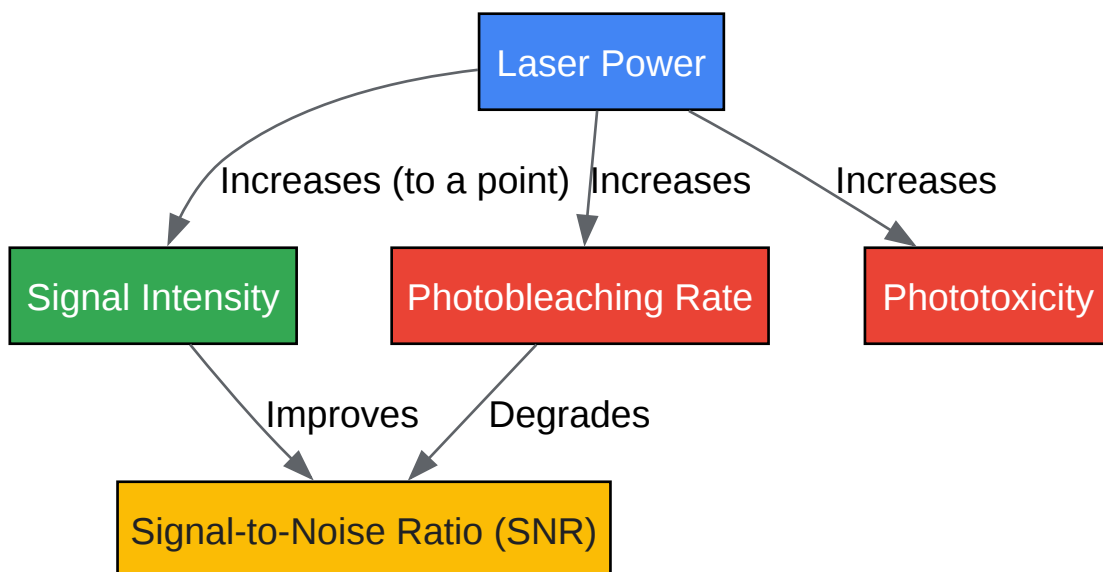 Laser Power
Increases (to a point)
Increases
Increases
Signal Intensity
Photobleaching Rate
Phototoxicity
Improves
Degrades
Signal-to-Noise Ratio (SNR)